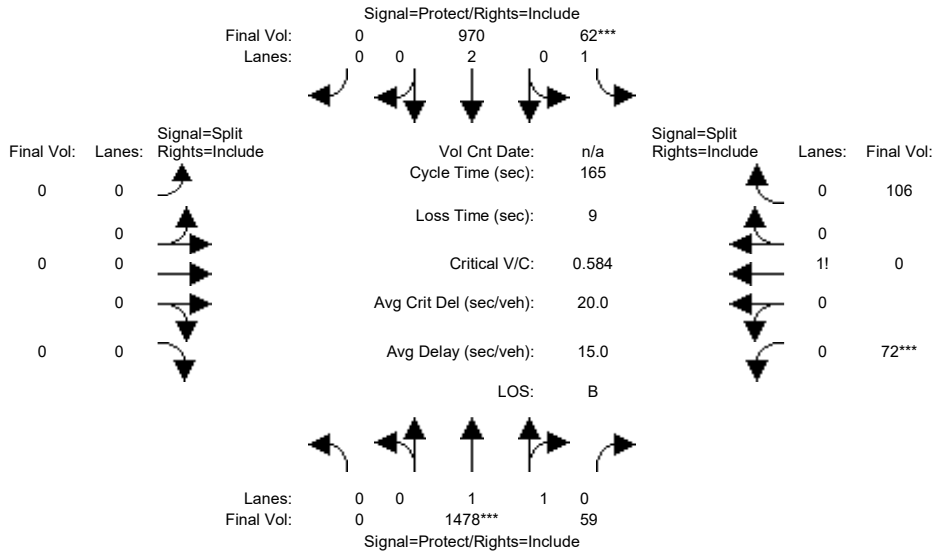 Signal=Protect/Rights=Include
Final Vol: 0 970 62***
Lanes: 0 0 2 0 1
Signal=Split
Final Vol: Lanes: Rights=Include
Vol Cnt Date: n/a
Signal=Split
Rights=Include Lanes: Final Vol:
Cycle Time (sec): 165
0 0
0 106
Loss Time (sec): 9
0
0
0 0
Critical V/C: 0.584
1! 0
0
Avg Crit Del (sec/veh): 20.0
0
0 0
Avg Delay (sec/veh): 15.0
0 72***
LOS: B
Lanes: 0 0 1 1 0
Final Vol: 0 1478*** 59
Signal=Protect/Rights=Include